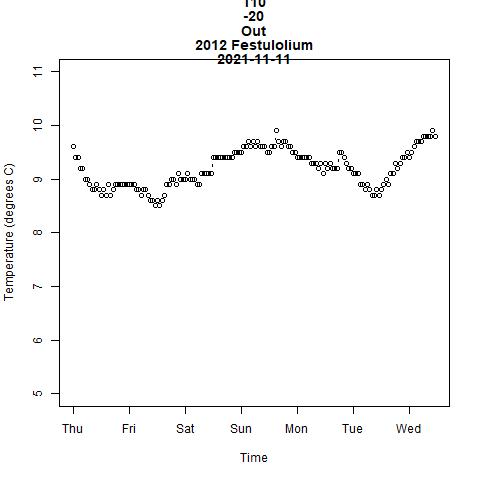 110
-20
Out
2012 Festulolium
2021-11-11
Temperature (degrees C)
11
10
9
8
7
6
5
Thu Fri Sat Sun Mon Tue Wed
Time